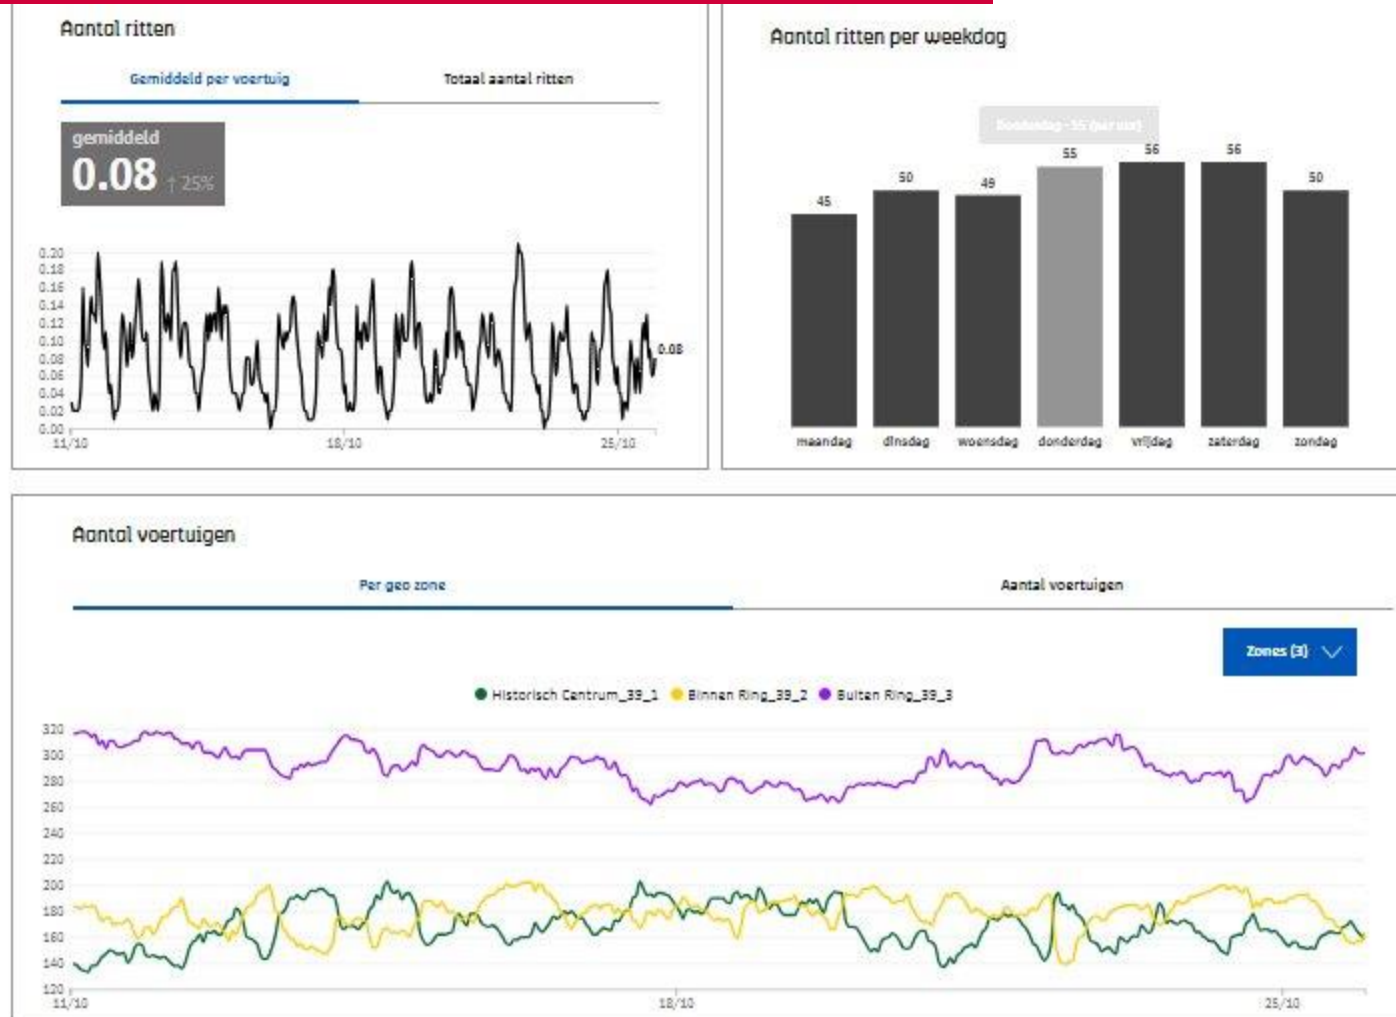 Aantal ritten
Gemiddeld per voertuig
Totaal aantal ritten
gemiddeld
0.08 ↑ 25%
0.20
0.18
0.16
0.14
0.12
0.10
0.08
0.06
0.04
0.02
0.00
0.08
11/10 18/10 25/10
Aantal ritten per weekdag
Donderdag - 55 (per uur)
45 50 49 55 56 56 50
maandag dinsdag woensdag donderdag vrijdag zaterdag zondag
Aantal voertuigen
Per geo zone
Aantal voertuigen
Zones (3)
Historisch Centrum_39_1 Binnen Ring_39_2 Buiten Ring_39_3
320
300
280
260
240
220
200
180
160
140
120
11/10 18/10 25/10